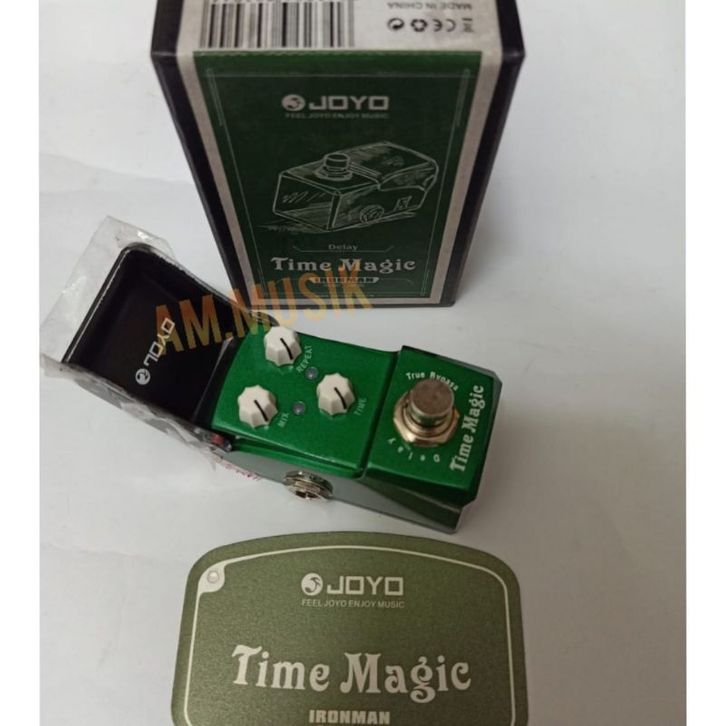 MADE IN CHINA
JOYO
FEEL JOYO ENJOY MUSIC
Delay
Time Magic
IRONMAN
AM.MUSIK
JOYO
REPEAT
MIX
TIME
True Bypass
Delay
Time Magic
JOYO
FEEL JOYO ENJOY MUSIC
Time Magic
IRONMAN